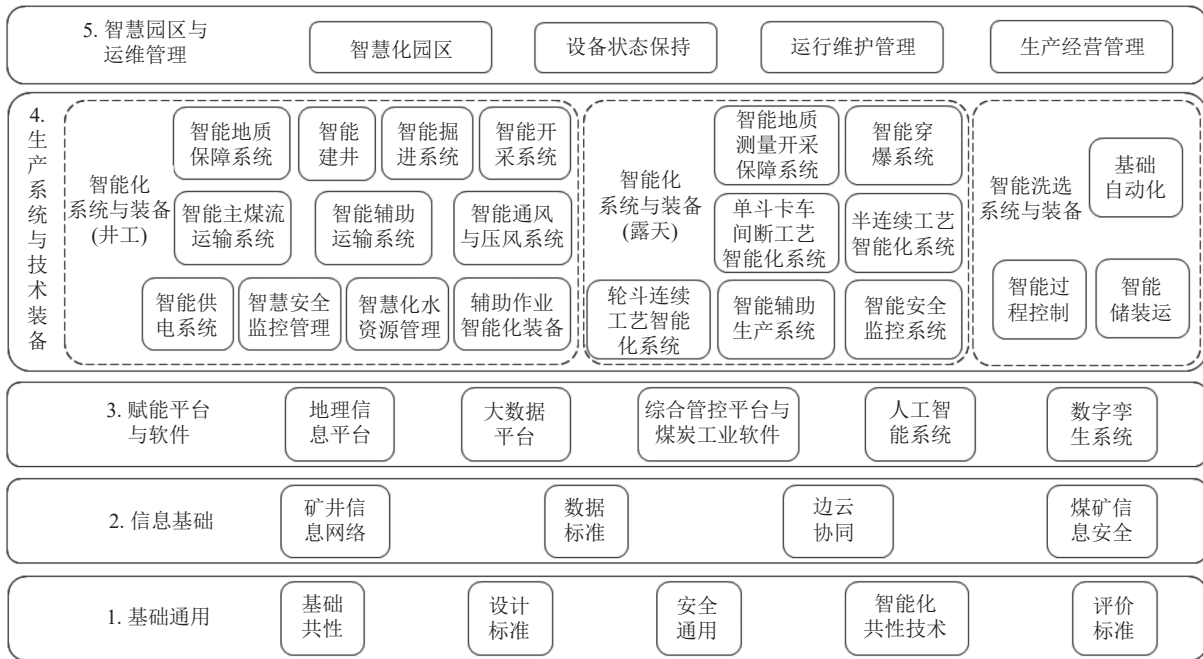 5. 智慧园区与
运维管理
智慧化园区
设备状态保持
运行维护管理
生产经营管理
4.
生
产
系
统
与
技
术
装
备
智能化
系统与装备
(井工)
智能地质
保障系统
智能
建井
智能掘
进系统
智能开
采系统
智能主煤流
运输系统
智能辅助
运输系统
智能通风
与压风系统
智能供
电系统
智慧安全
监控管理
智慧化水
资源管理
辅助作业
智能化装备
智能化
系统与装备
(露天)
智能地质
测量开采
保障系统
智能穿
爆系统
单斗卡车
间断工艺
智能化系统
半连续工艺
智能化系统
轮斗连续
工艺智能
化系统
智能辅助
生产系统
智能安全
监控系统
智能洗选
系统与装备
基础
自动化
智能过
程控制
智能
储装运
3. 赋能平台
与软件
地理信
息平台
大数据
平台
综合管控平台与
煤炭工业软件
人工智
能系统
数字孪
生系统
2. 信息基础
矿井信
息网络
数据
标准
边云
协同
煤矿信
息安全
1. 基础通用
基础
共性
设计
标准
安全
通用
智能化
共性技术
评价
标准